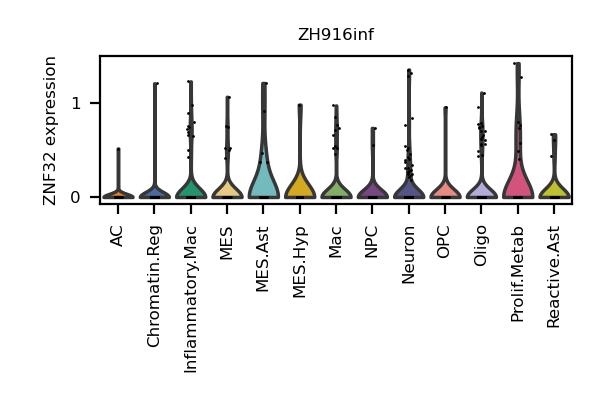 ZH916inf
ZNF32 expression
1
0
AC
Chromatin.Reg
Inflammatory.Mac
MES
MES.Ast
MES.Hyp
Mac
NPC
Neuron
OPC
Oligo
Prolif.Metab
Reactive.Ast